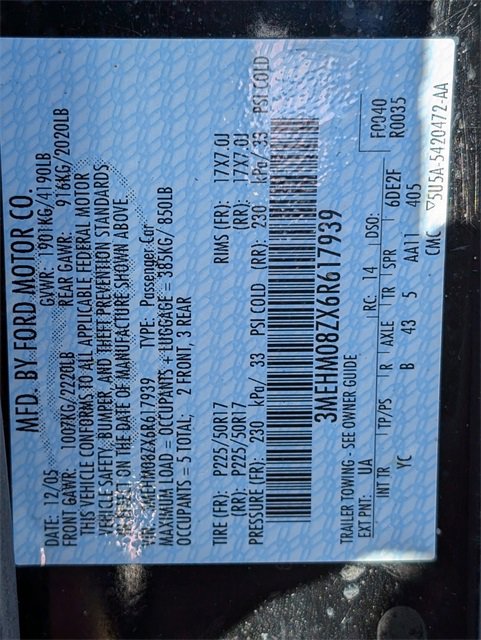 MFD. BY FORD MOTOR CO.
DATE: 12/05 GVWR: 1901KG/4190LB
FRONT GAWR: 1007KG/2220LB REAR GAWR: 916KG/2020LB
THIS VEHICLE CONFORMS TO ALL APPLICABLE FEDERAL MOTOR
VEHICLE SAFETY, BUMPER, AND THEFT PREVENTION STANDARDS
IN EFFECT ON THE DATE OF MANUFACTURE SHOWN ABOVE.
VIN: 3MEHM08ZX6R617939 TYPE: Passenger Car
MAXIMUM LOAD = OCCUPANTS + LUGGAGE = 385KG/ 850LB
OCCUPANTS = 5 TOTAL; 2 FRONT, 3 REAR
TIRE (FR): P225/50R17 RIMS (FR): 17X7.0J
(RR): P225/50R17 (RR): 17X7.0J
PRESSURE (FR): 230 kPa/ 33 PSI COLD (RR): 230 kPa/ 33 PSI COLD
3MEHM08ZX6R617939
TRAILER TOWING - SEE OWNER GUIDE F0040
EXT PNT: UA RC: 14 DSO: R0035
INT TR TP/PS R AXLE TR SPR 6DE2F
YC B 43 5 AA11 405
CMC ▽5U5A-5420472-AA